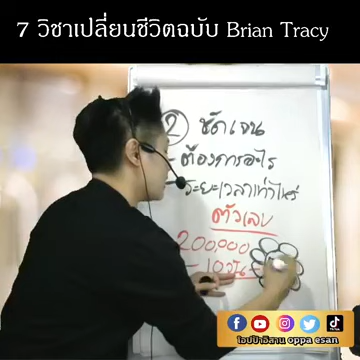 7 วิชาเปลี่ยนชีวิตฉบับ Brian Tracy
2 ชัดเจน
- ต้องการอะไร
- ระยะเวลาเท่าไหร่
ตัวเลข
200,000
10 วัน
โอปป้าอีสาน oppa esan